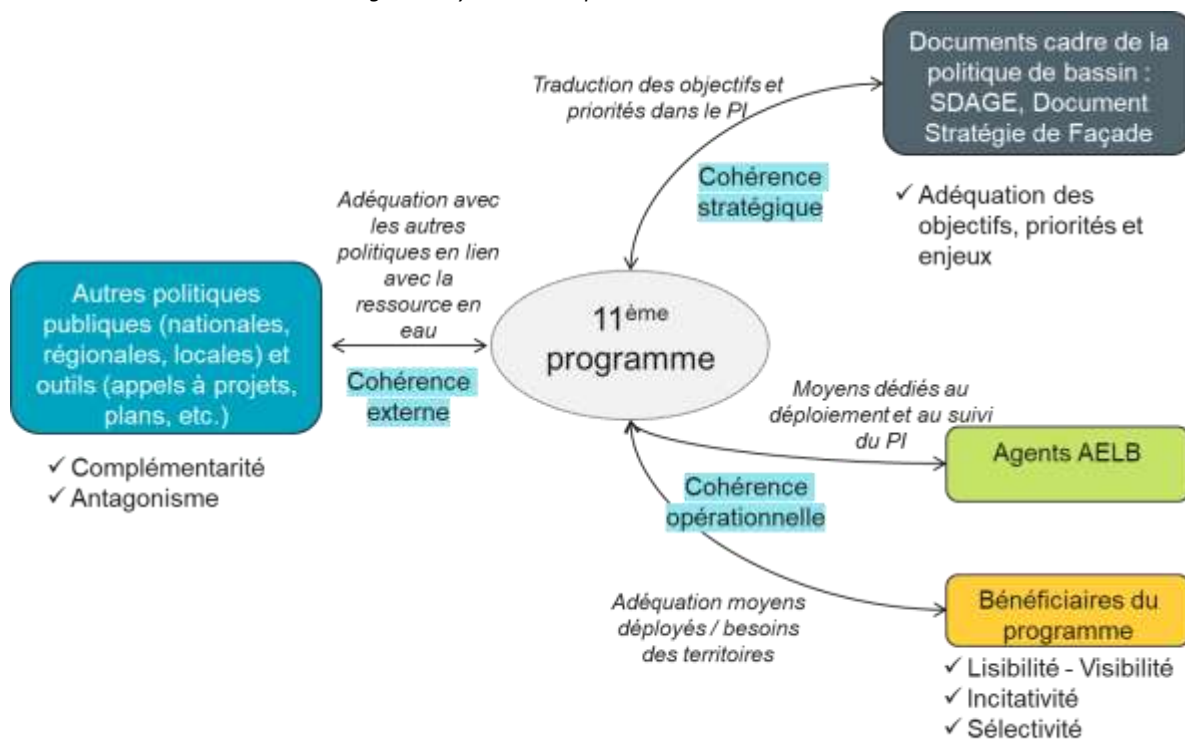 Documents cadre de la
politique de bassin :
SDAGE, Document
Stratégie de Façade
Traduction des objectifs et
priorités dans le PI
Cohérence
stratégique
✓ Adéquation des
objectifs, priorités et
enjeux
Adéquation avec
les autres
politiques en lien
avec la
ressource en
eau
Autres politiques
publiques (nationales,
régionales, locales) et
outils (appels à projets,
plans, etc.)
Cohérence
externe
✓ Complémentarité
✓ Antagonisme
11ème
programme
Moyens dédiés au
déploiement et au suivi
du PI
Agents AELB
Cohérence
opérationnelle
Adéquation moyens
déployés / besoins
des territoires
Bénéficiaires du
programme
✓ Lisibilité - Visibilité
✓ Incitativité
✓ Sélectivité